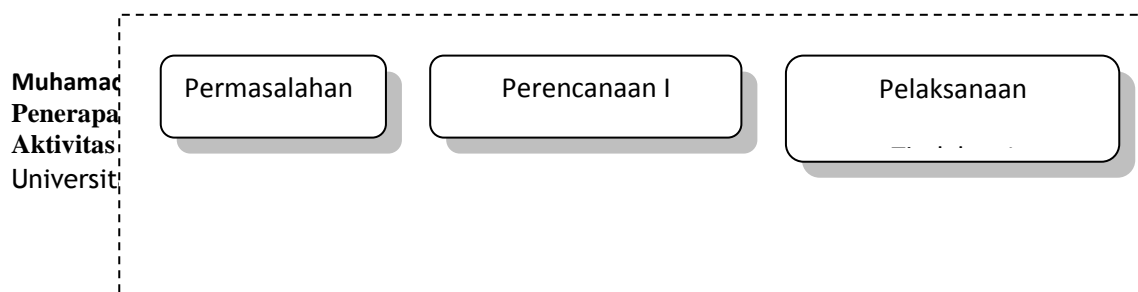 Permasalahan
Perencanaan I
Pelaksanaan
Muhamad
Penerapa
Aktivitas
Universit